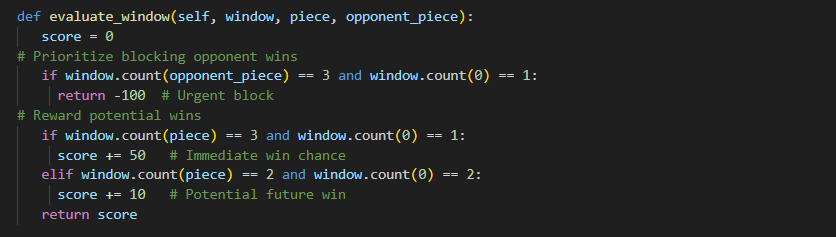 def evaluate_window(self, window, piece, opponent_piece):
    score = 0
# Prioritize blocking opponent wins
    if window.count(opponent_piece) == 3 and window.count(0) == 1:
      return -100  # Urgent block
# Reward potential wins
    if window.count(piece) == 3 and window.count(0) == 1:
      score += 50   # Immediate win chance
    elif window.count(piece) == 2 and window.count(0) == 2:
      score += 10   # Potential future win
    return score